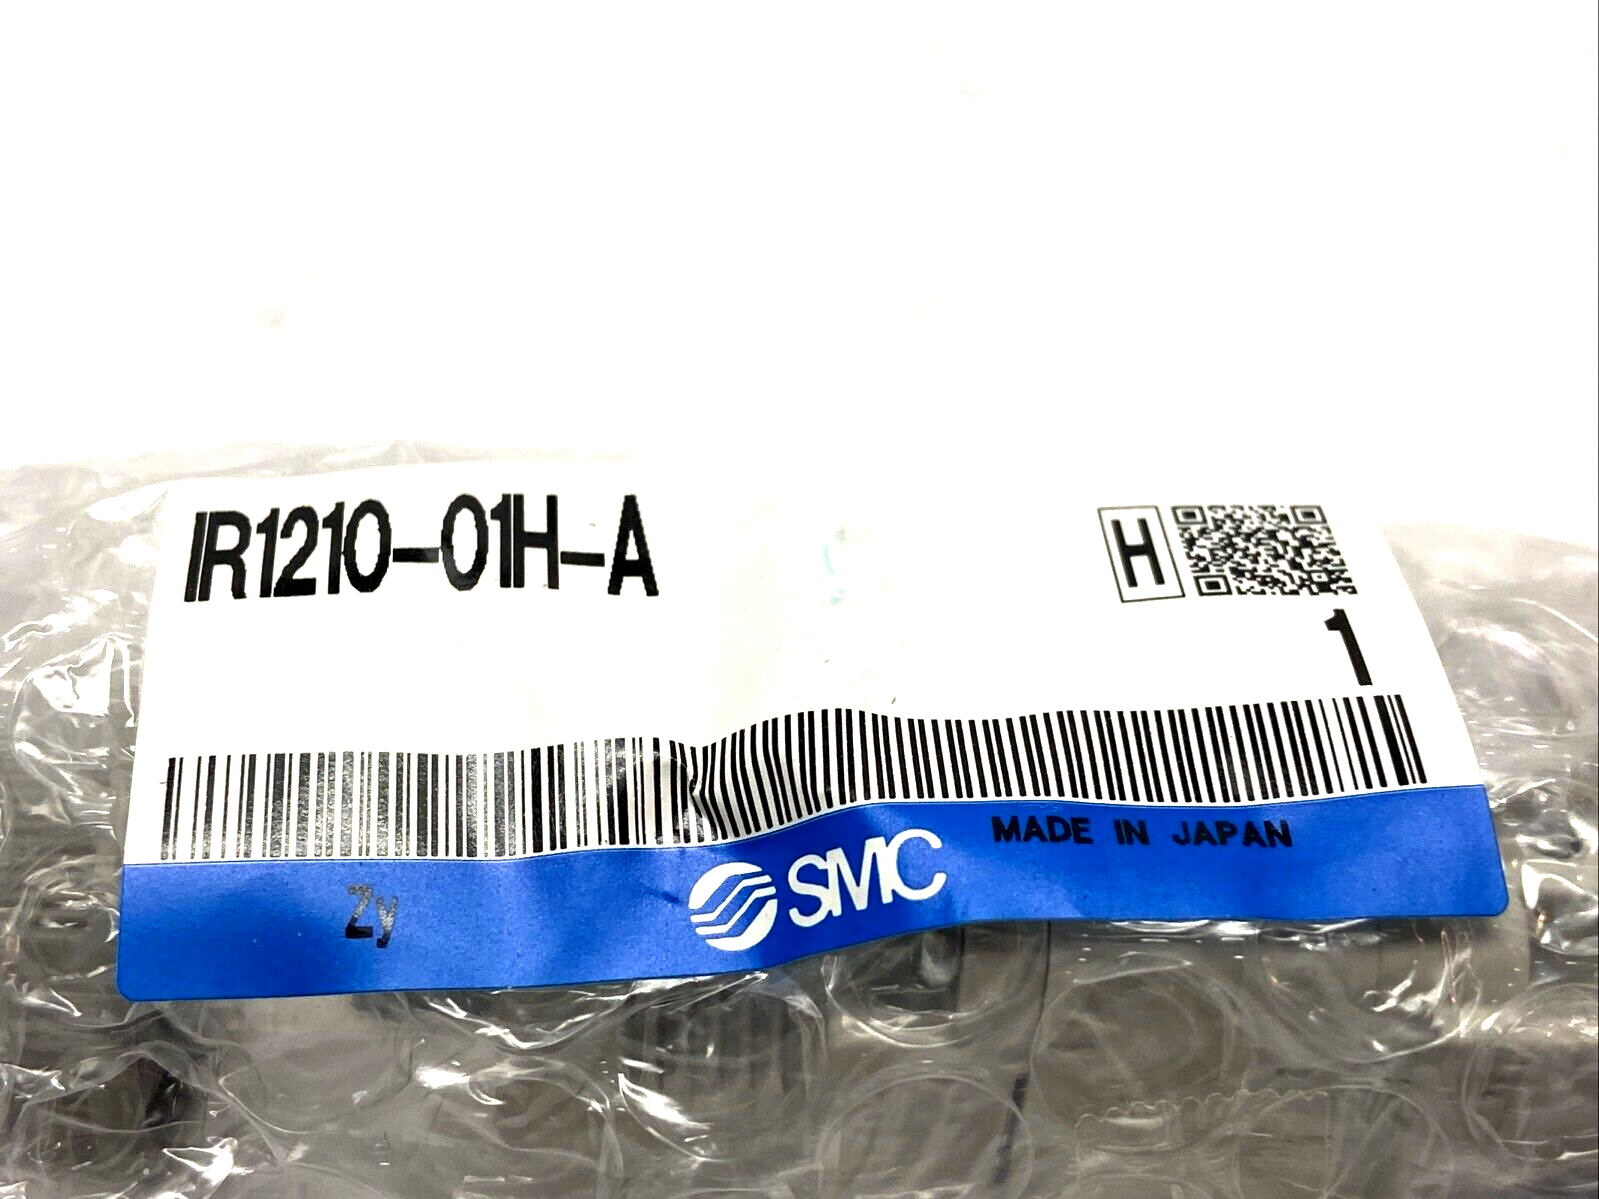 IR1210-01H-A
H
1
MADE IN JAPAN
Zy
SMC